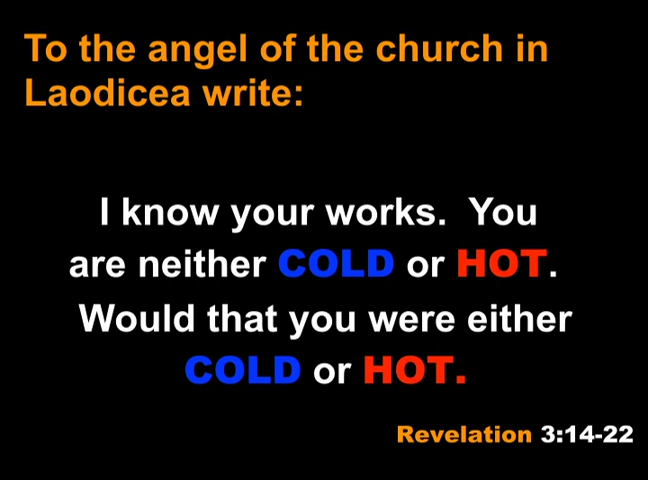 To the angel of the church in
Laodicea write:
I know your works.  You
are neither COLD or HOT.
Would that you were either
COLD or HOT.
Revelation 3:14-22